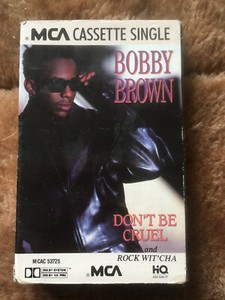 MCA CASSETTE SINGLE
BOBBY
BROWN
DON'T BE
CRUEL
and
ROCK WIT'CHA
MCAC 53725
MCA
HQ